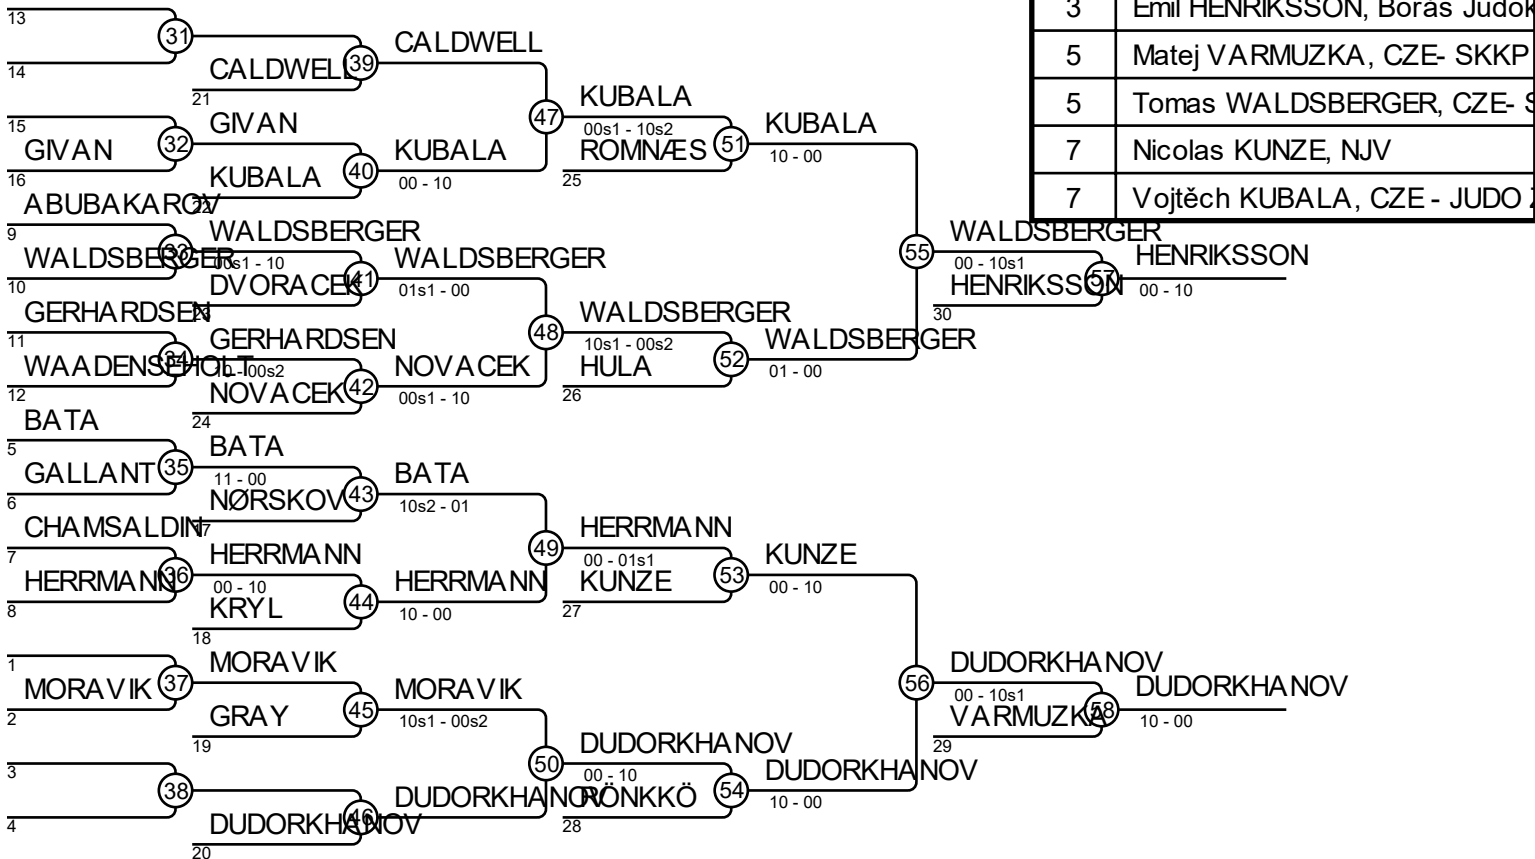 3 Emil HENRIKSSON, Borås Judok
5 Matej VARMUZKA, CZE- SKKP
5 Tomas WALDSBERGER, CZE- S
7 Nicolas KUNZE, NJV
7 Vojtěch KUBALA, CZE - JUDO Z
13
31
CALDWELL
14
CALDWELL
39
21
KUBALA
15
GIVAN
47
00s1 - 10s2
KUBALA
GIVAN
32
KUBALA
ROMNÆS
51
10 - 00
16
KUBALA
40
00 - 10
25
ABUBAKAROV
22
9
WALDSBERGER
WALDSBERGER
WALDSBERGER
33
00s1 - 10
WALDSBERGER
55
00 - 10s1
HENRIKSSON
10
DVORACEK
41
01s1 - 00
HENRIKSSON
57
00 - 10
GERHARDSEN
23
WALDSBERGER
30
11
GERHARDSEN
48
10s1 - 00s2
WALDSBERGER
WAADENSEHOLT
34
10 - 00s2
NOVACEK
HULA
52
01 - 00
12
NOVACEK
42
00s1 - 10
26
BATA
24
5
BATA
GALLANT
35
11 - 00
BATA
6
NØRSKOV
43
10s2 - 01
CHAMSALDIN
17
HERRMANN
7
HERRMANN
49
00 - 01s1
KUNZE
HERRMANN
36
00 - 10
HERRMANN
KUNZE
53
00 - 10
8
KRYL
44
10 - 00
27
18
1
MORAVIK
DUDORKHANOV
MORAVIK
37
MORAVIK
56
00 - 10s1
DUDORKHANOV
2
GRAY
45
10s1 - 00s2
VARMUZKA
58
10 - 00
19
DUDORKHANOV
29
3
50
00 - 10
DUDORKHANOV
38
DUDORKHANOV
RÖNKKÖ
54
10 - 00
4
DUDORKHANOV
46
28
20